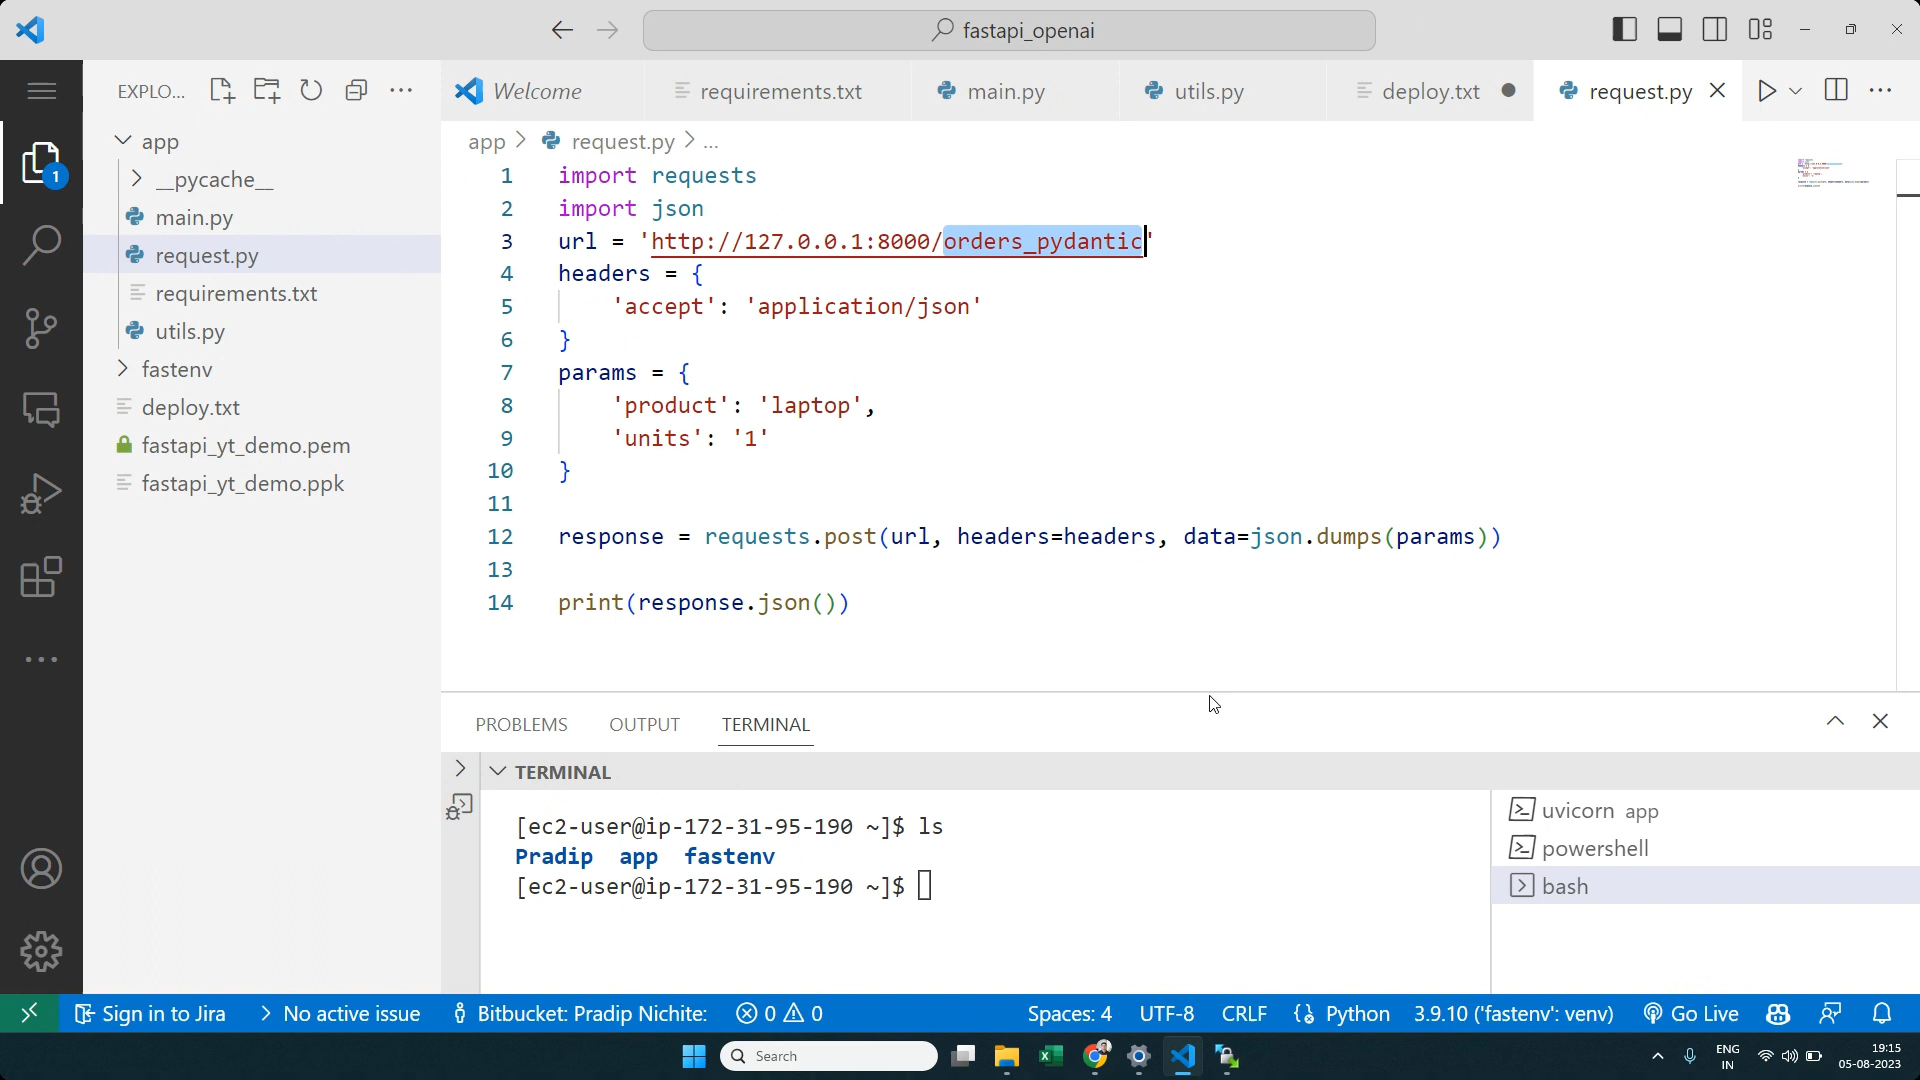 fastapi_openai
EXPLO...
Welcome
requirements.txt
main.py
utils.py
deploy.txt
request.py
app > request.py > ...
app
__pycache__
main.py
request.py
requirements.txt
utils.py
fastenv
deploy.txt
fastapi_yt_demo.pem
fastapi_yt_demo.ppk
1
1 import requests
2 import json
3 url = 'http://127.0.0.1:8000/orders_pydantic'
4 headers = {
5 'accept': 'application/json'
6 }
7 params = {
8 'product': 'laptop',
9 'units': '1'
10 }
11
12 response = requests.post(url, headers=headers, data=json.dumps(params))
13
14 print(response.json())
PROBLEMS OUTPUT TERMINAL
TERMINAL
[ec2-user@ip-172-31-95-190 ~]$ ls
Pradip app fastenv
[ec2-user@ip-172-31-95-190 ~]$
uvicorn app
powershell
bash
Sign in to Jira
No active issue
Bitbucket: Pradip Nichite:
0 0
Spaces: 4
UTF-8
CRLF
Python
3.9.10 ('fastenv': venv)
Go Live
Search
ENG
IN
19:15
05-08-2023